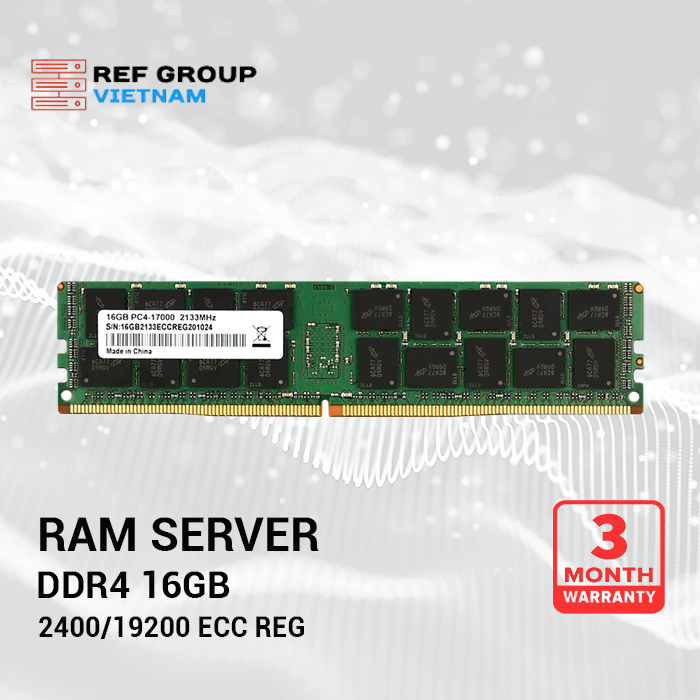 REF GROUP
VIETNAM
16GB PC4-17000 2133MHz
S/N:16GB2133ECCREG201024
Made in China
RAM SERVER
DDR4 16GB
2400/19200 ECC REG
3
MONTH
WARRANTY